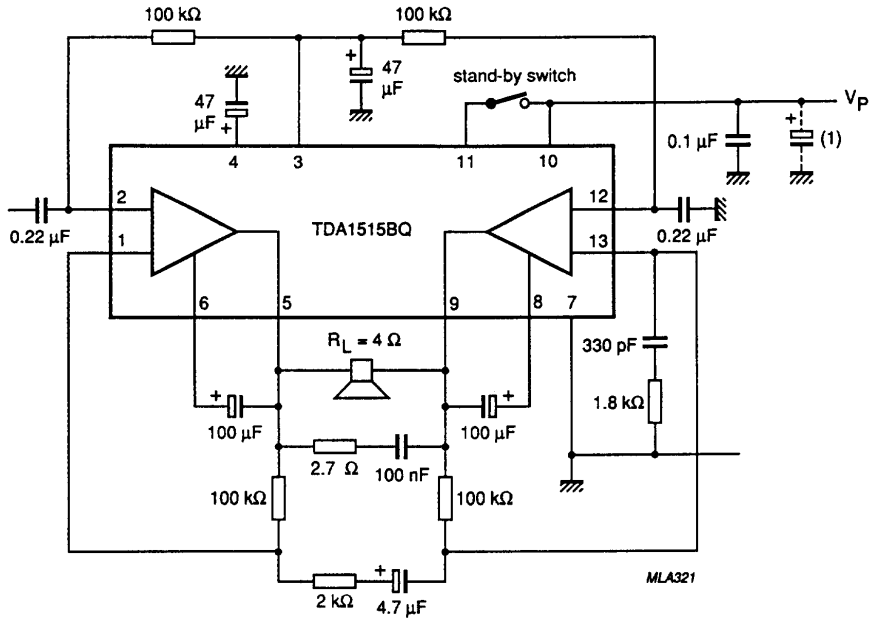 100 kΩ
100 kΩ
+
47
µF
stand-by switch
47
µF
+
V_P
+
0.1 µF
(1)
4
3
11
10
2
12
0.22 µF
TDA1515BQ
0.22 µF
1
13
6
5
9
8
7
R_L = 4 Ω
330 pF
+
+
1.8 kΩ
100 µF
100 µF
2.7 Ω
100 nF
100 kΩ
100 kΩ
+
MLA321
2 kΩ
4.7 µF